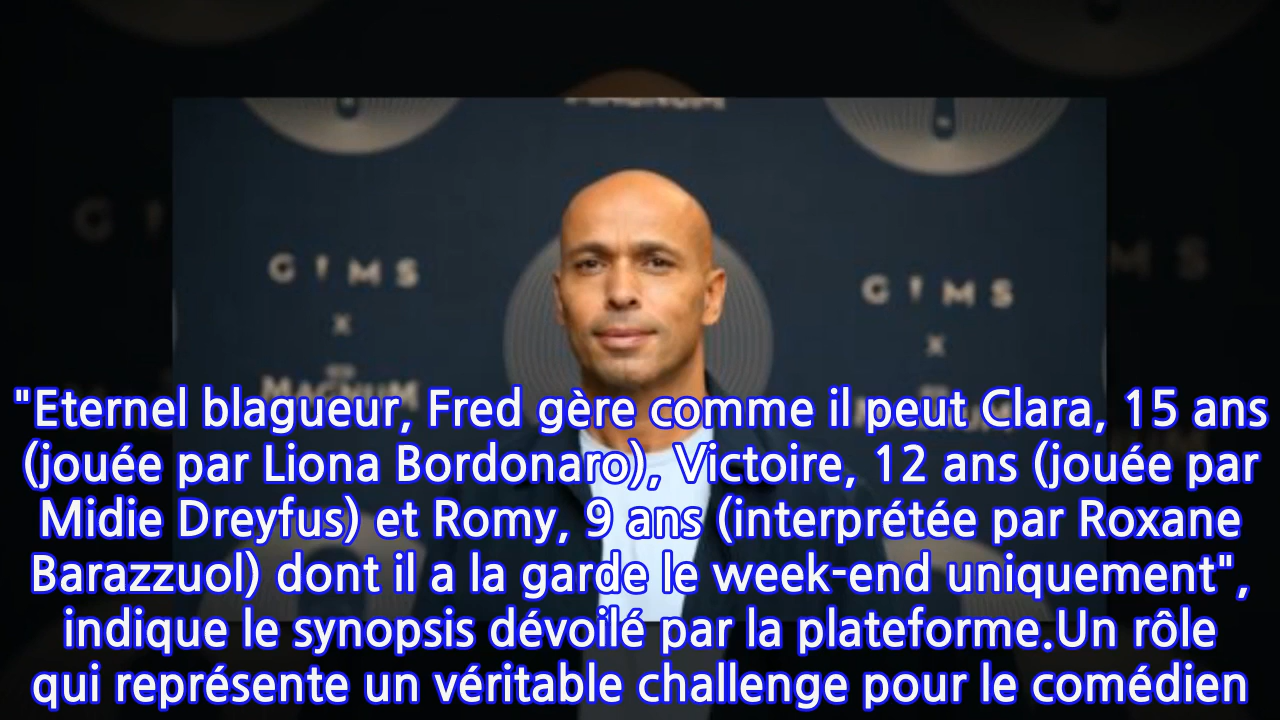 MAGNUM
G I M S
X
MAGNUM
G I M S
X
"Eternel blagueur, Fred gère comme il peut Clara, 15 ans
(jouée par Liona Bordonaro), Victoire, 12 ans (jouée par
Midie Dreyfus) et Romy, 9 ans (interprétée par Roxane
Barazzuol) dont il a la garde le week-end uniquement",
indique le synopsis dévoilé par la plateforme.Un rôle
qui représente un véritable challenge pour le comédien